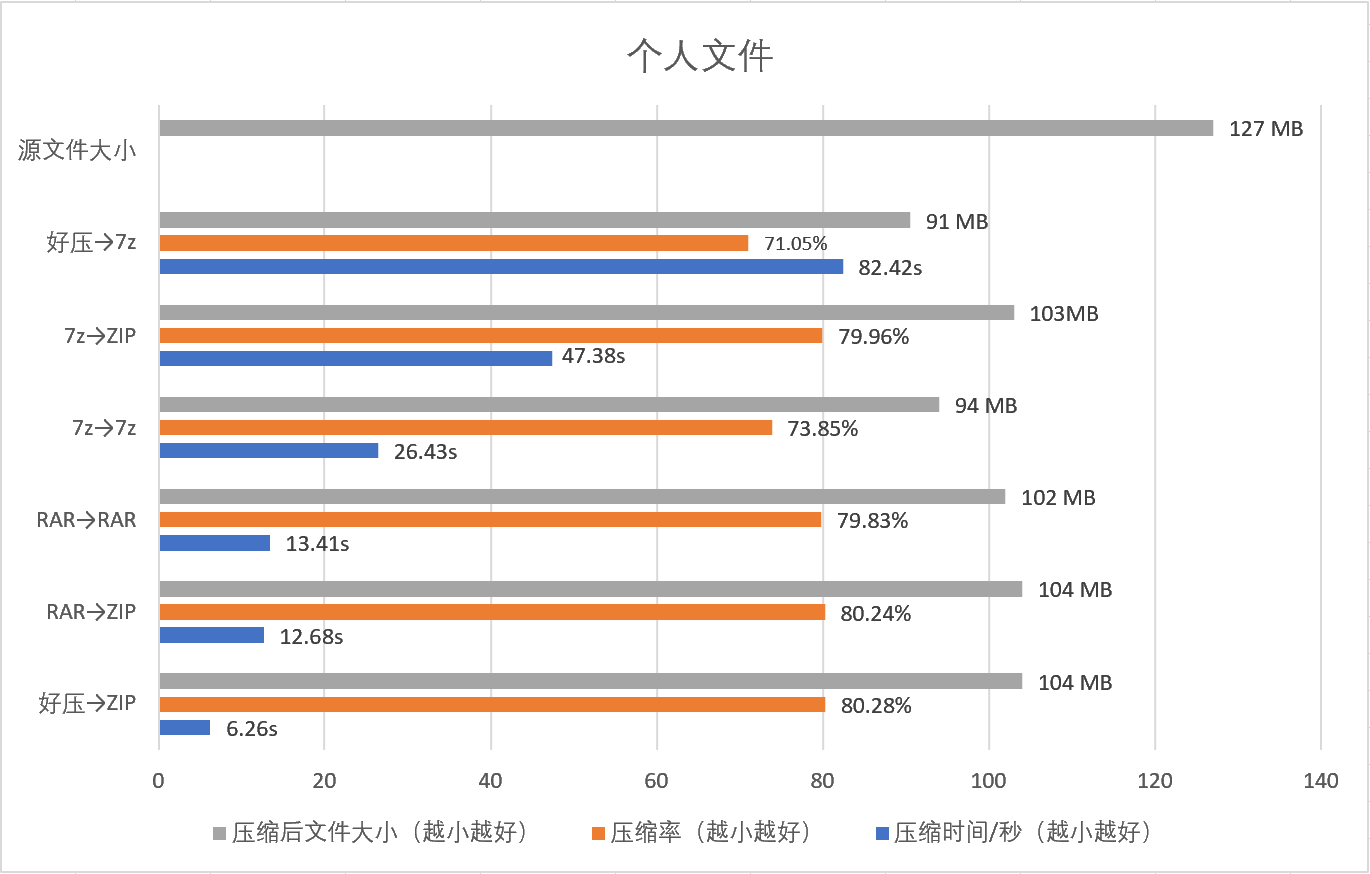 个人文件
源文件大小
127 MB
好压→7z
91 MB
71.05%
82.42s
7z→ZIP
103MB
79.96%
47.38s
7z→7z
94 MB
73.85%
26.43s
RAR→RAR
102 MB
79.83%
13.41s
RAR→ZIP
104 MB
80.24%
12.68s
好压→ZIP
104 MB
80.28%
6.26s
0 20 40 60 80 100 120 140
压缩后文件大小（越小越好） 压缩率（越小越好） 压缩时间/秒（越小越好）